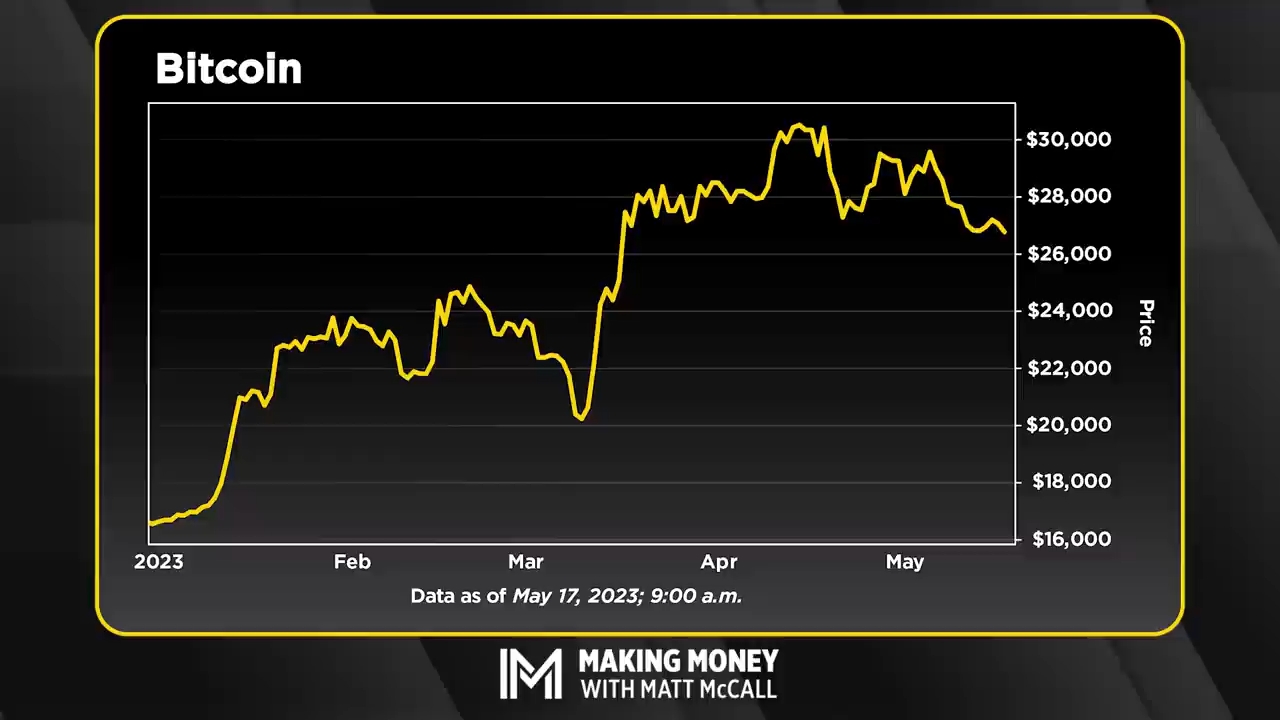 Bitcoin
$30,000
$28,000
$26,000
$24,000
$22,000
$20,000
$18,000
$16,000
Price
2023 Feb Mar Apr May
Data as of May 17, 2023; 9:00 a.m.
MAKING MONEY
WITH MATT McCALL